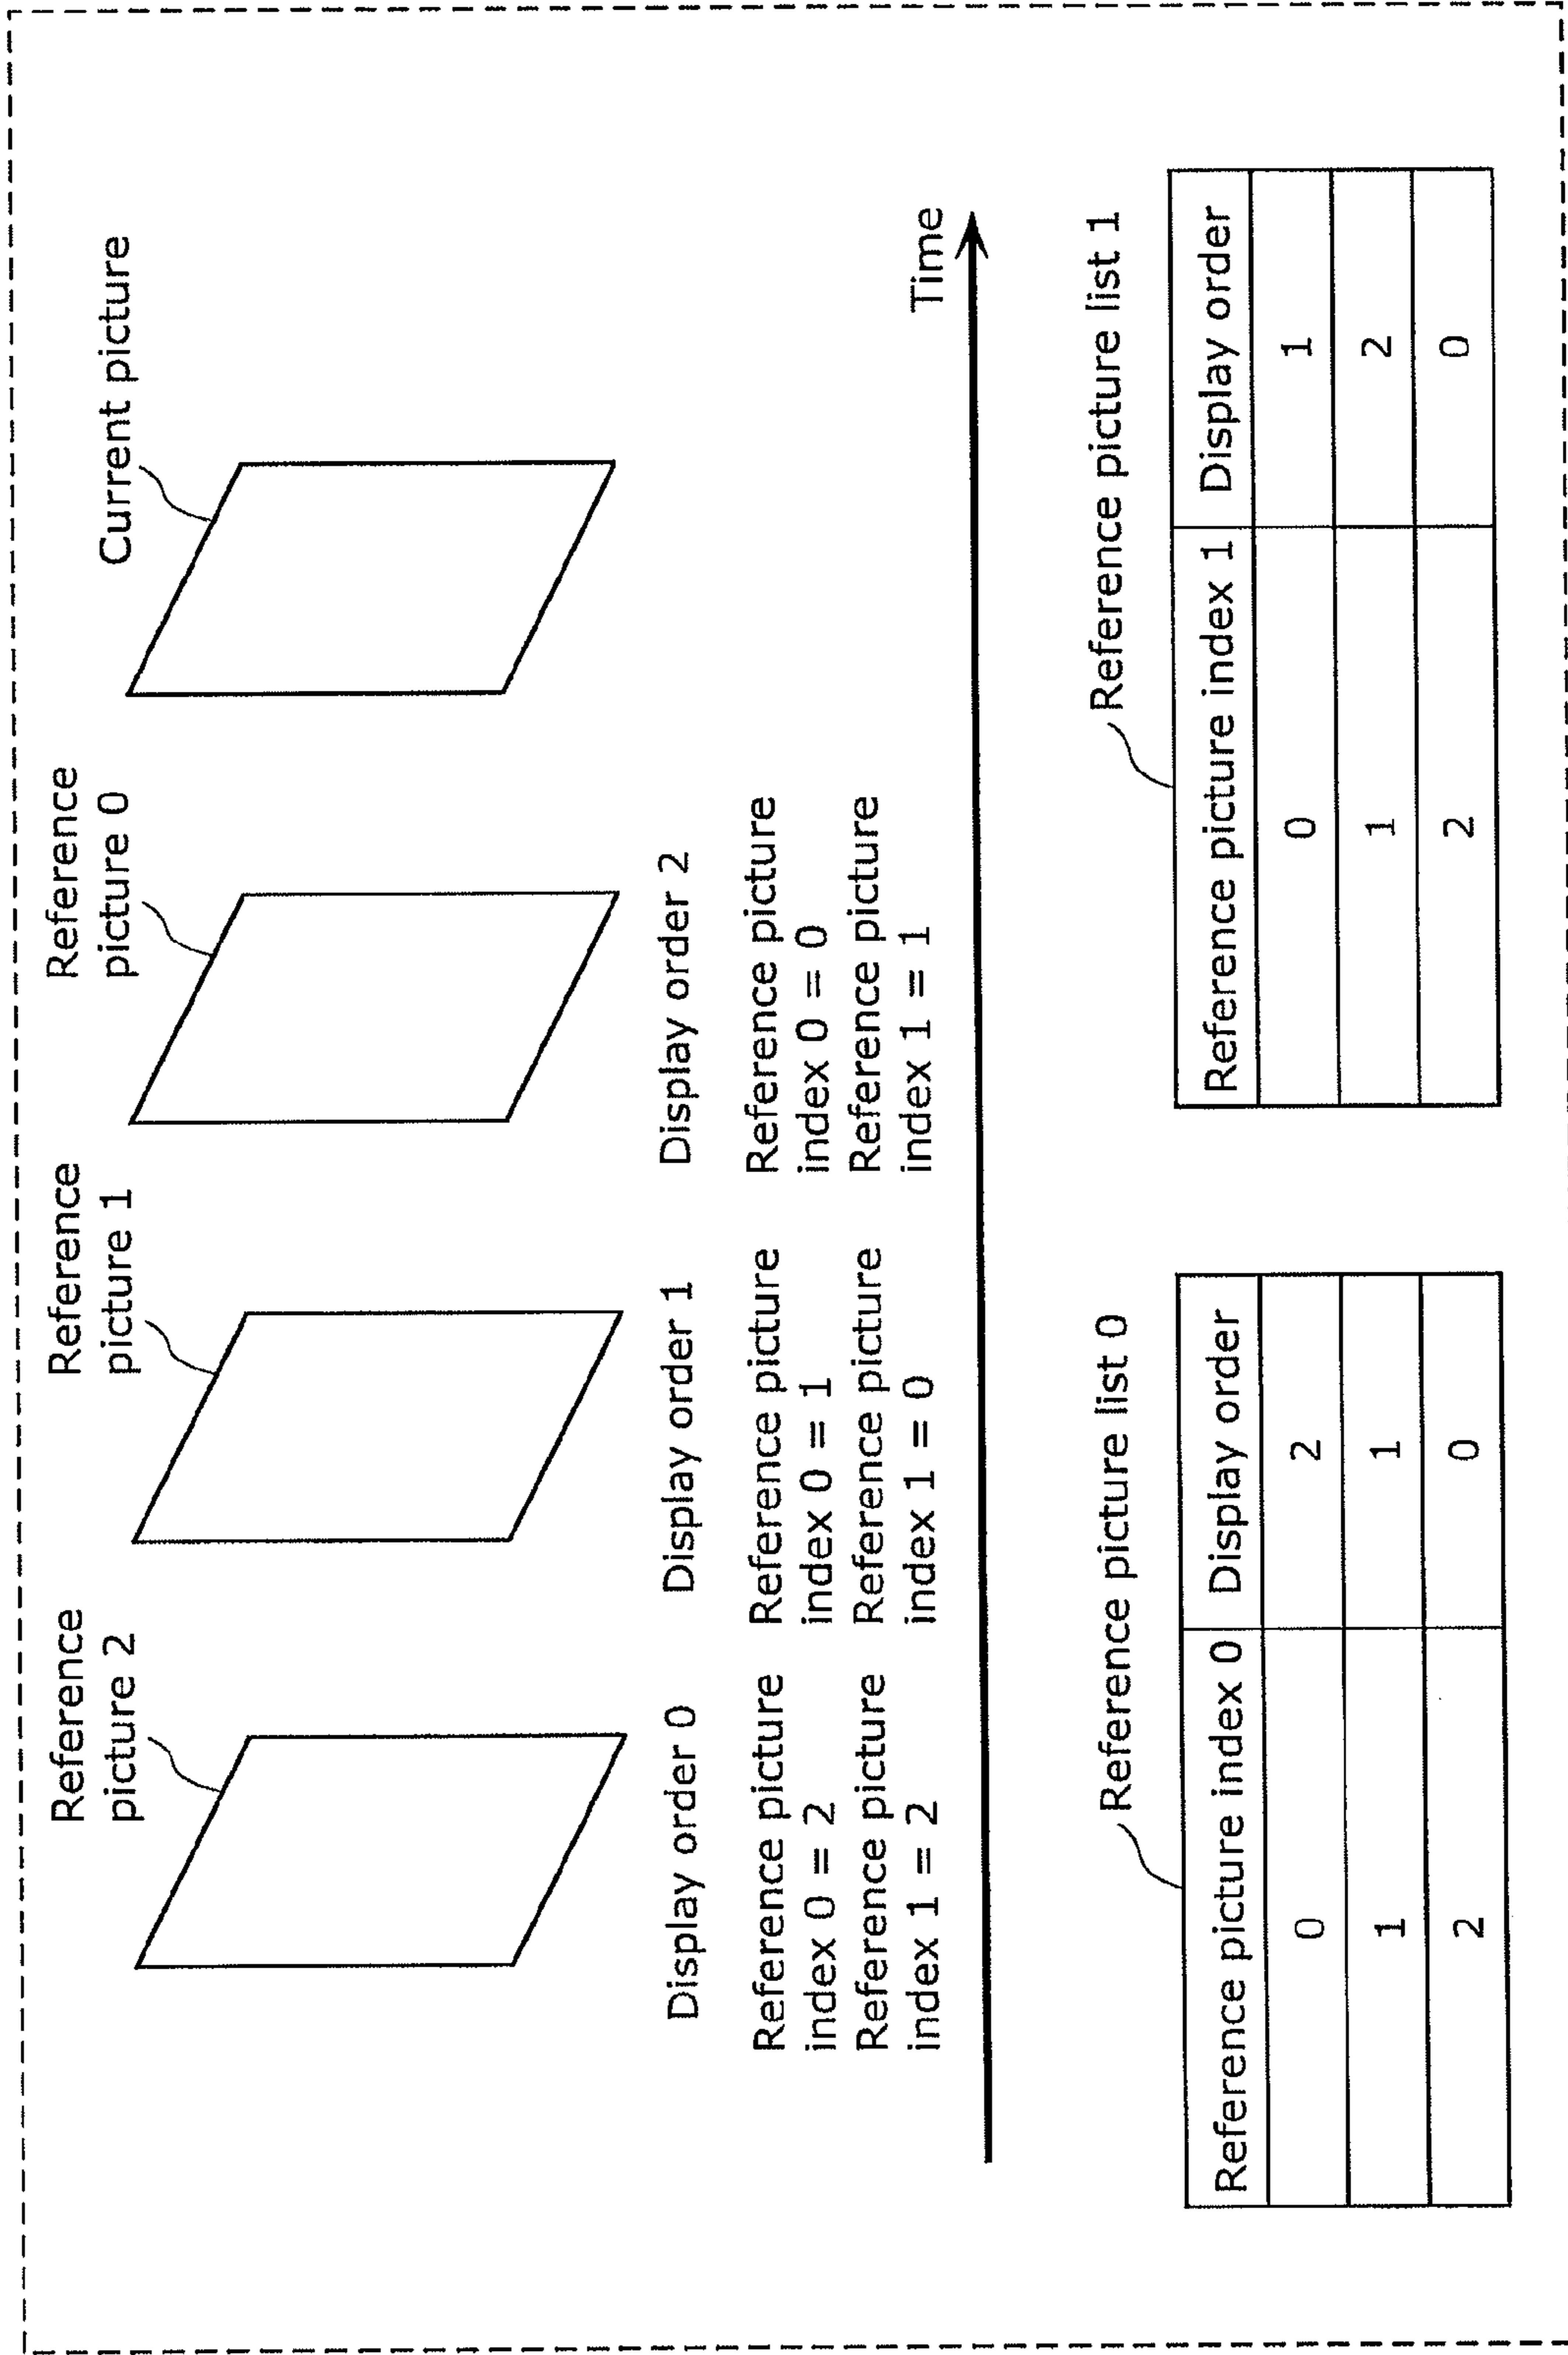 Reference
picture 2
Reference
picture 1
Reference
picture 0
Current picture
Display order 0
Display order 1
Display order 2
Reference picture
index 0 = 2
Reference picture
index 1 = 2
Reference picture
index 0 = 1
Reference picture
index 1 = 0
Reference picture
index 0 = 0
Reference picture
index 1 = 1
Time
Reference picture list 0
Reference picture index 0 Display order
0 2
1 1
2 0
Reference picture list 1
Reference picture index 1 Display order
0 1
1 2
2 0